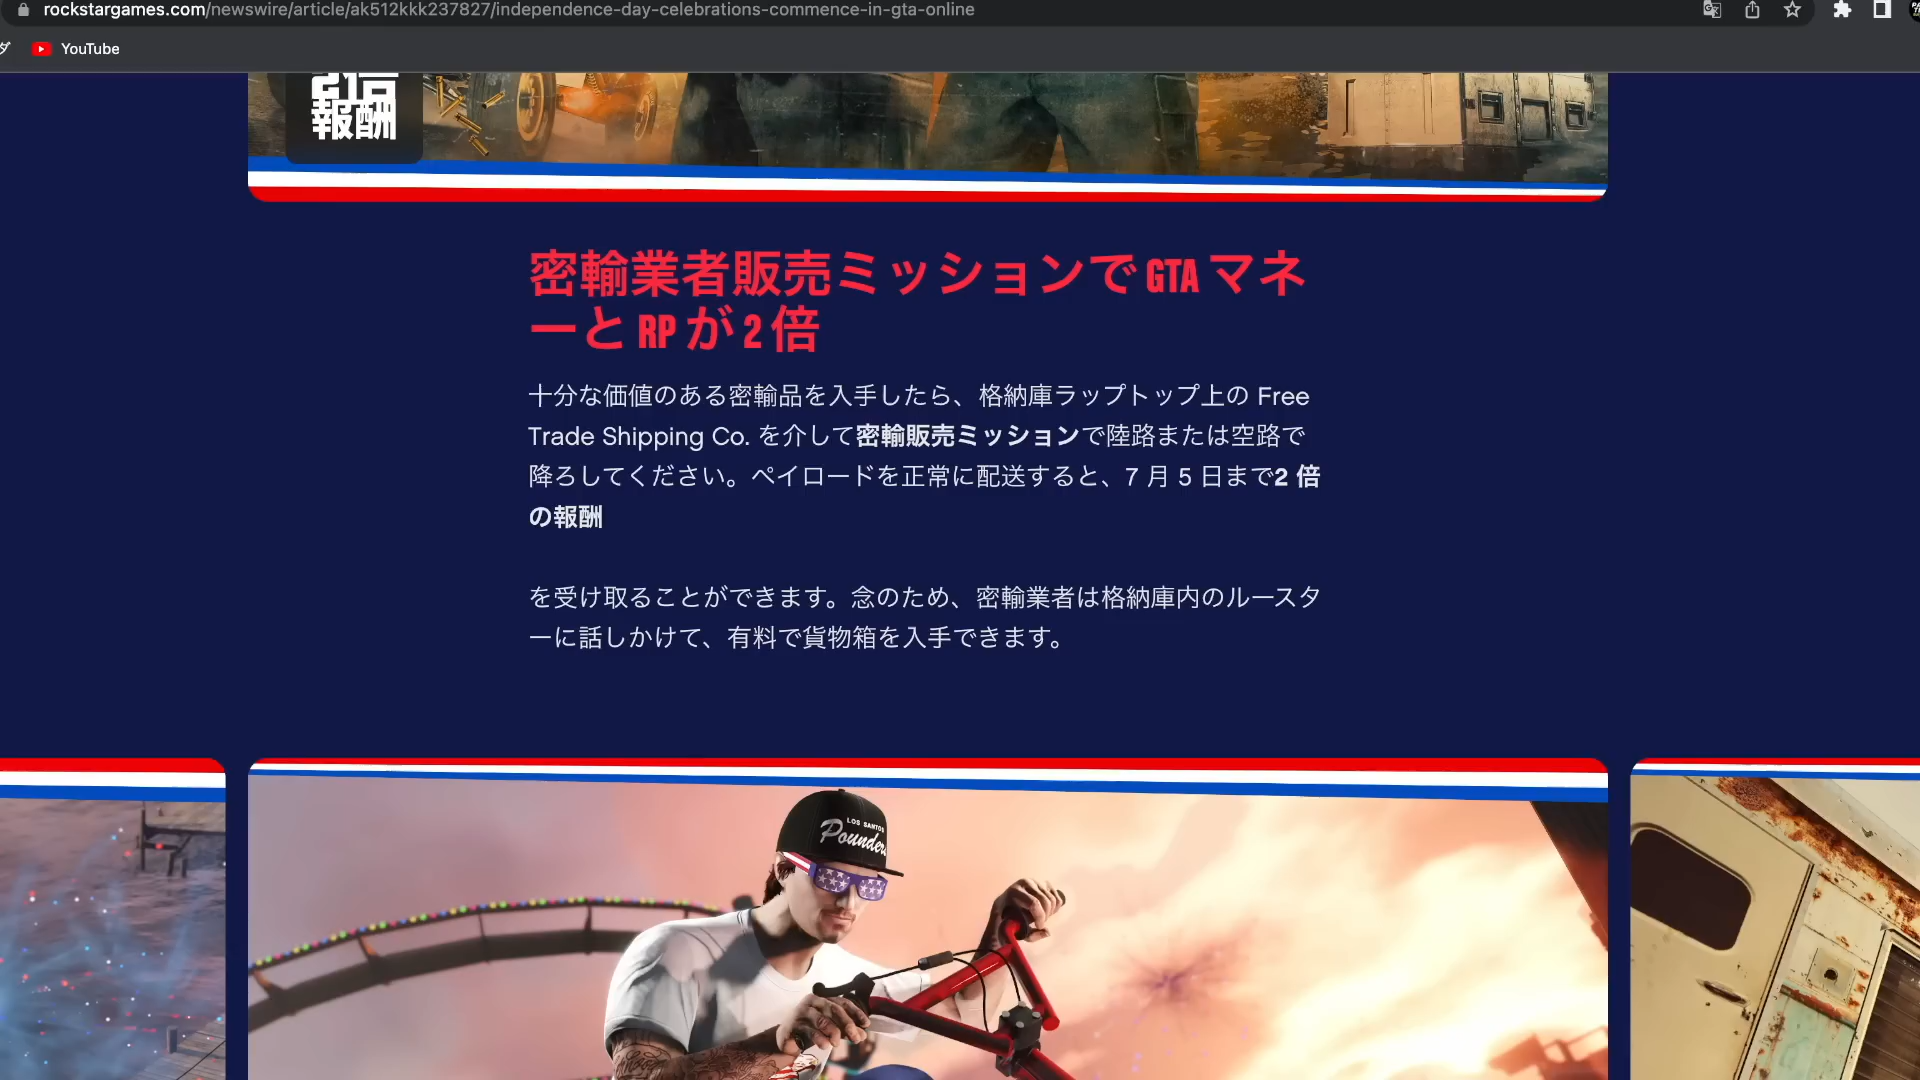 rockstargames.com/newswire/article/ak512kkk237827/independence-day-celebrations-commence-in-gta-online
YouTube
2倍
報酬
密輸業者販売ミッションで GTA マネ
ーと RP が 2 倍
十分な価値のある密輸品を入手したら、格納庫ラップトップ上の Free
Trade Shipping Co. を介して密輸販売ミッションで陸路または空路で
降ろしてください。ペイロードを正常に配送すると、7 月 5 日まで2 倍
の報酬
を受け取ることができます。念のため、密輸業者は格納庫内のルースタ
ーに話しかけて、有料で貨物箱を入手できます。
LOS SANTOS
Pounders